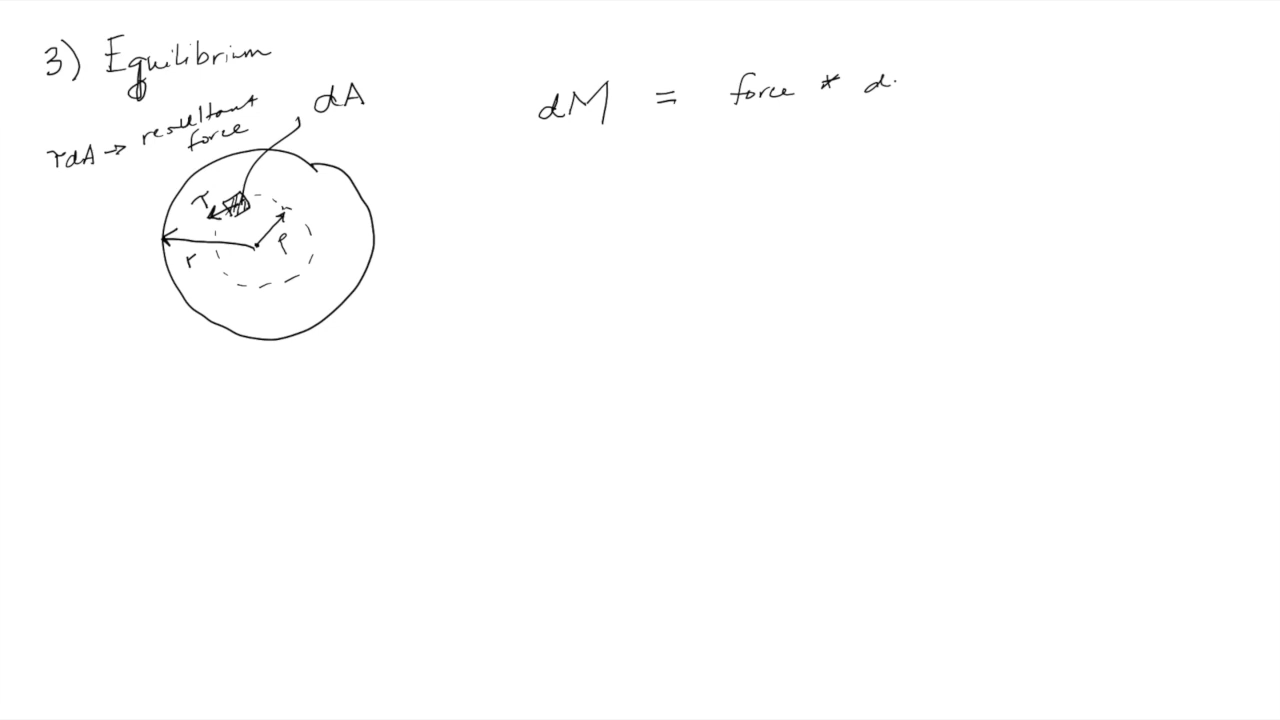 3) Equilibrium
dA
τdA → resultant
force
τ
r
ρ
dM = force * d